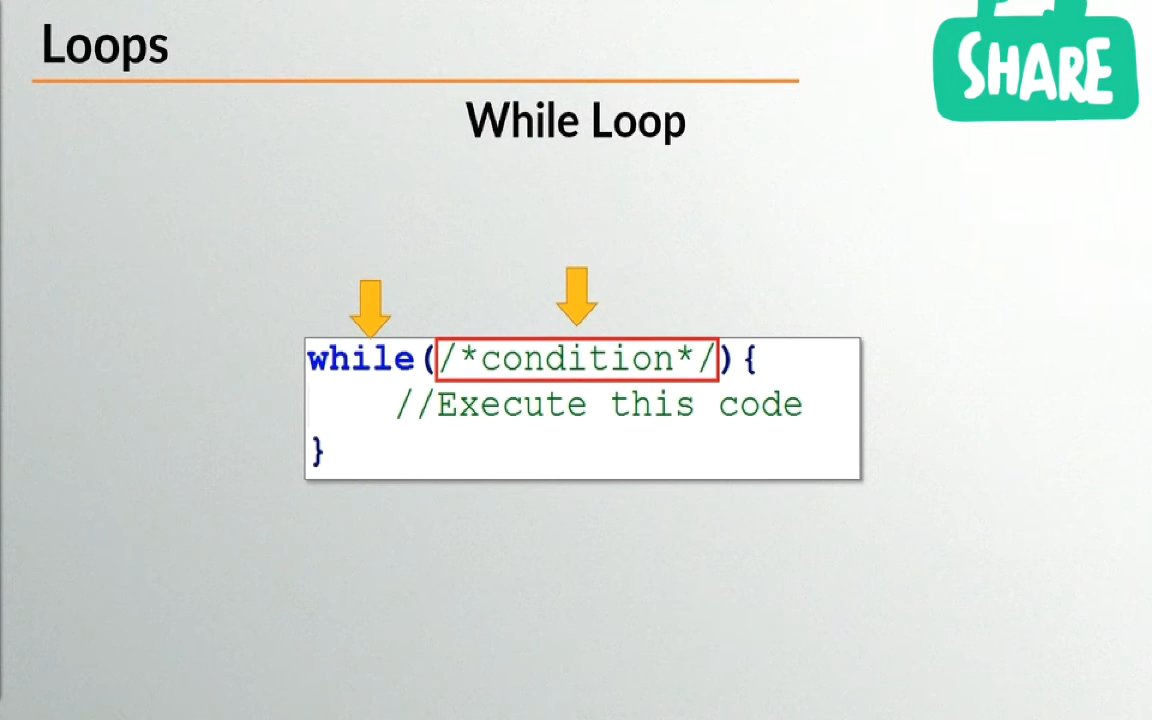 Loops
SHARE
While Loop
while(/*condition*/){
//Execute this code
}